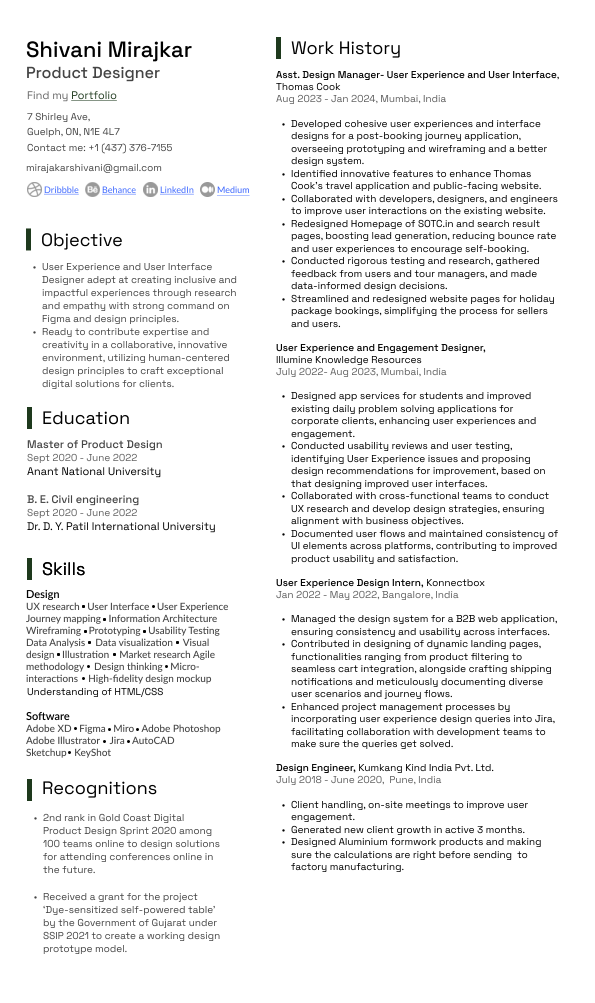 Shivani Mirajkar
Product Designer
Find my Portfolio
7 Shirley Ave,
Guelph, ON, N1E 4L7
Contact me: +1 (437) 376-7155
mirajakarshivani@gmail.com
Dribbble Behance LinkedIn Medium
Objective
• User Experience and User Interface
Designer adept at creating inclusive and
impactful experiences through research
and empathy with strong command on
Figma and design principles.
• Ready to contribute expertise and
creativity in a collaborative, innovative
environment, utilizing human-centered
design principles to craft exceptional
digital solutions for clients.
Education
Master of Product Design
Sept 2020 - June 2022
Anant National University
B. E. Civil engineering
Sept 2020 - June 2022
Dr. D. Y. Patil International University
Skills
Design
UX research • User Interface • User Experience
Journey mapping • Information Architecture
Wireframing • Prototyping • Usability Testing
Data Analysis • Data visualization • Visual
design • Illustration • Market research Agile
methodology • Design thinking • Micro-
interactions • High-fidelity design mockup
Understanding of HTML/CSS
Software
Adobe XD • Figma • Miro • Adobe Photoshop
Adobe Illustrator • Jira • AutoCAD
Sketchup • KeyShot
Recognitions
• 2nd rank in Gold Coast Digital
Product Design Sprint 2020 among
100 teams online to design solutions
for attending conferences online in
the future.
• Received a grant for the project
‘Dye-sensitized self-powered table’
by the Government of Gujarat under
SSIP 2021 to create a working design
prototype model.
Work History
Asst. Design Manager- User Experience and User Interface,
Thomas Cook
Aug 2023 - Jan 2024, Mumbai, India
• Developed cohesive user experiences and interface
designs for a post-booking journey application,
overseeing prototyping and wireframing and a better
design system.
• Identified innovative features to enhance Thomas
Cook's travel application and public-facing website.
• Collaborated with developers, designers, and engineers
to improve user interactions on the existing website.
• Redesigned Homepage of SOTC.in and search result
pages, boosting lead generation, reducing bounce rate
and user experiences to encourage self-booking.
• Conducted rigorous testing and research, gathered
feedback from users and tour managers, and made
data-informed design decisions.
• Streamlined and redesigned website pages for holiday
package bookings, simplifying the process for sellers
and users.
User Experience and Engagement Designer,
Illumine Knowledge Resources
July 2022- Aug 2023, Mumbai, India
• Designed app services for students and improved
existing daily problem solving applications for
corporate clients, enhancing user experiences and
engagement.
• Conducted usability reviews and user testing,
identifying User Experience issues and proposing
design recommendations for improvement, based on
that designing improved user interfaces.
• Collaborated with cross-functional teams to conduct
UX research and develop design strategies, ensuring
alignment with business objectives.
• Documented user flows and maintained consistency of
UI elements across platforms, contributing to improved
product usability and satisfaction.
User Experience Design Intern, Konnectbox
Jan 2022 - May 2022, Bangalore, India
• Managed the design system for a B2B web application,
ensuring consistency and usability across interfaces.
• Contributed in designing of dynamic landing pages,
functionalities ranging from product filtering to
seamless cart integration, alongside crafting shipping
notifications and meticulously documenting diverse
user scenarios and journey flows.
• Enhanced project management processes by
incorporating user experience design queries into Jira,
facilitating collaboration with development teams to
make sure the queries get solved.
Design Engineer, Kumkang Kind India Pvt. Ltd.
July 2018 - June 2020, Pune, India
• Client handling, on-site meetings to improve user
engagement.
• Generated new client growth in active 3 months.
• Designed Aluminium formwork products and making
sure the calculations are right before sending to
factory manufacturing.